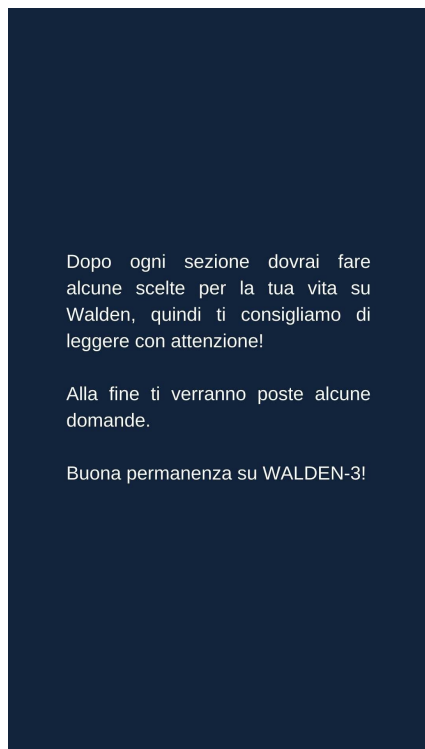 Dopo ogni sezione dovrai fare
alcune scelte per la tua vita su
Walden, quindi ti consigliamo di
leggere con attenzione!
Alla fine ti verranno poste alcune
domande.
Buona permanenza su WALDEN-3!